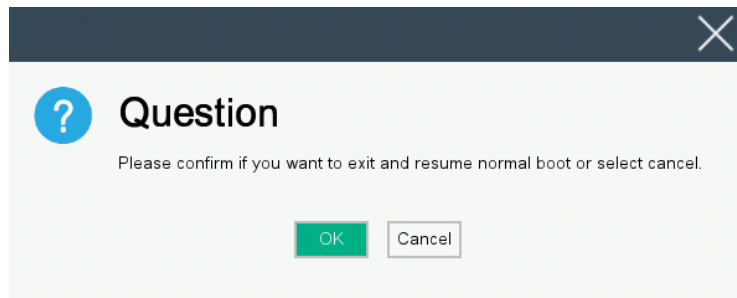 Question
Please confirm if you want to exit and resume normal boot or select cancel.
OK Cancel